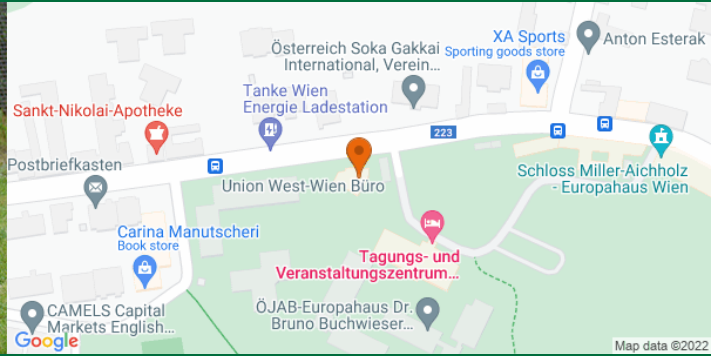 XA Sports
Sporting goods store
Anton Esterak
Österreich Soka Gakkai
International, Verein...
Tanke Wien
Energie Ladestation
Sankt-Nikolai-Apotheke
223
Postbriefkasten
Union West-Wien Büro
Schloss Miller-Aichholz
- Europahaus Wien
Carina Manutscheri
Book store
Tagungs- und
Veranstaltungszentrum...
CAMELS Capital
Markets English...
ÖJAB-Europahaus Dr.
Bruno Buchwieser...
Google
Map data ©2022